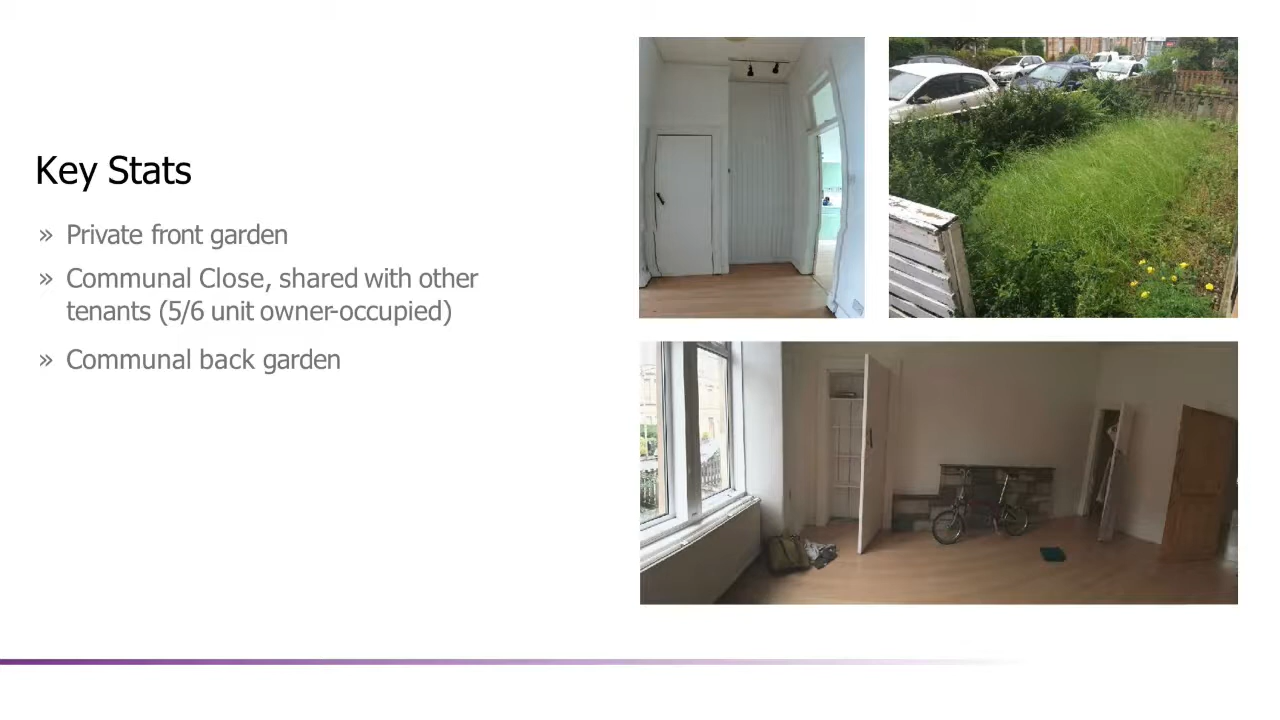 Key Stats
» Private front garden
» Communal Close, shared with other
tenants (5/6 unit owner-occupied)
» Communal back garden